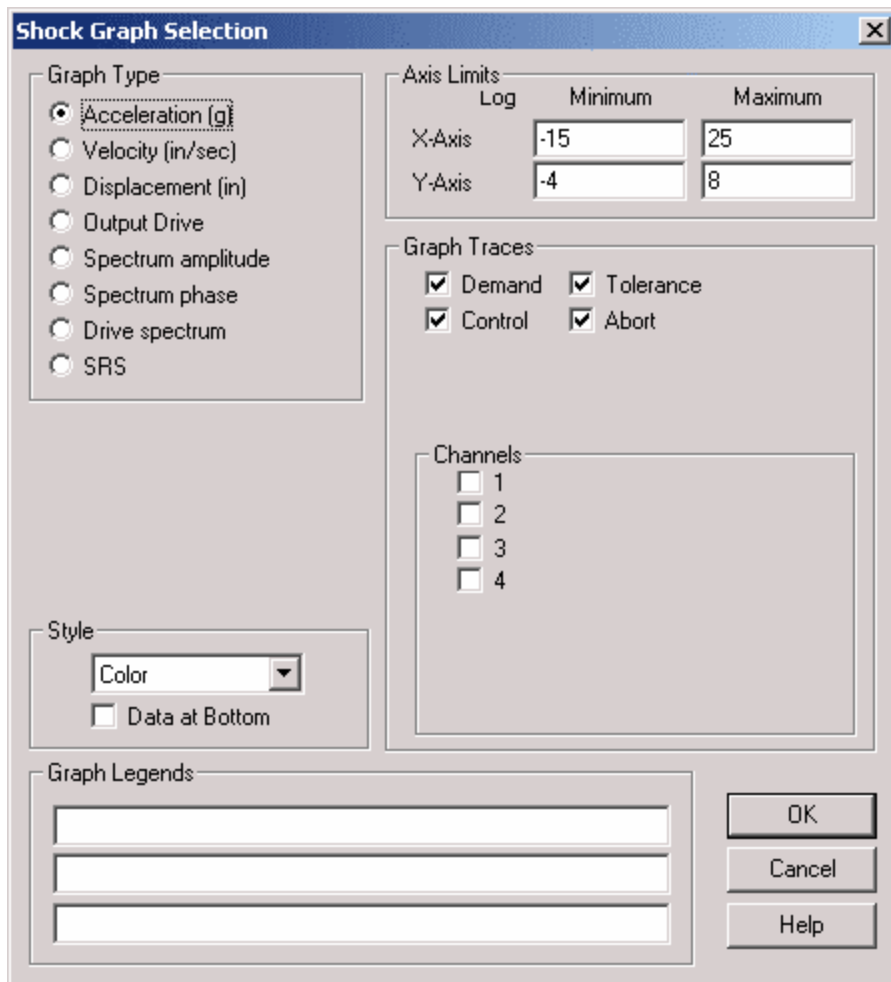 Shock Graph Selection
Graph Type
Acceleration (g)
Velocity (in/sec)
Displacement (in)
Output Drive
Spectrum amplitude
Spectrum phase
Drive spectrum
SRS
Axis Limits
Log Minimum Maximum
X-Axis -15 25
Y-Axis -4 8
Graph Traces
Demand Tolerance
Control Abort
Channels
1
2
3
4
Style
Color
Data at Bottom
Graph Legends
OK
Cancel
Help